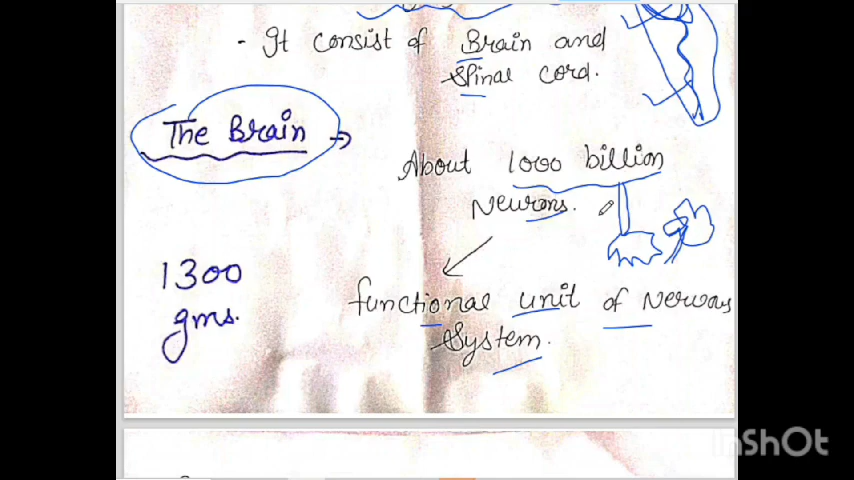 - It consist of Brain and
Spinal cord.
The Brain →
About 1000 billion
Neurons.
1300
gms.
functional unit of Nervous
System.
InShOt